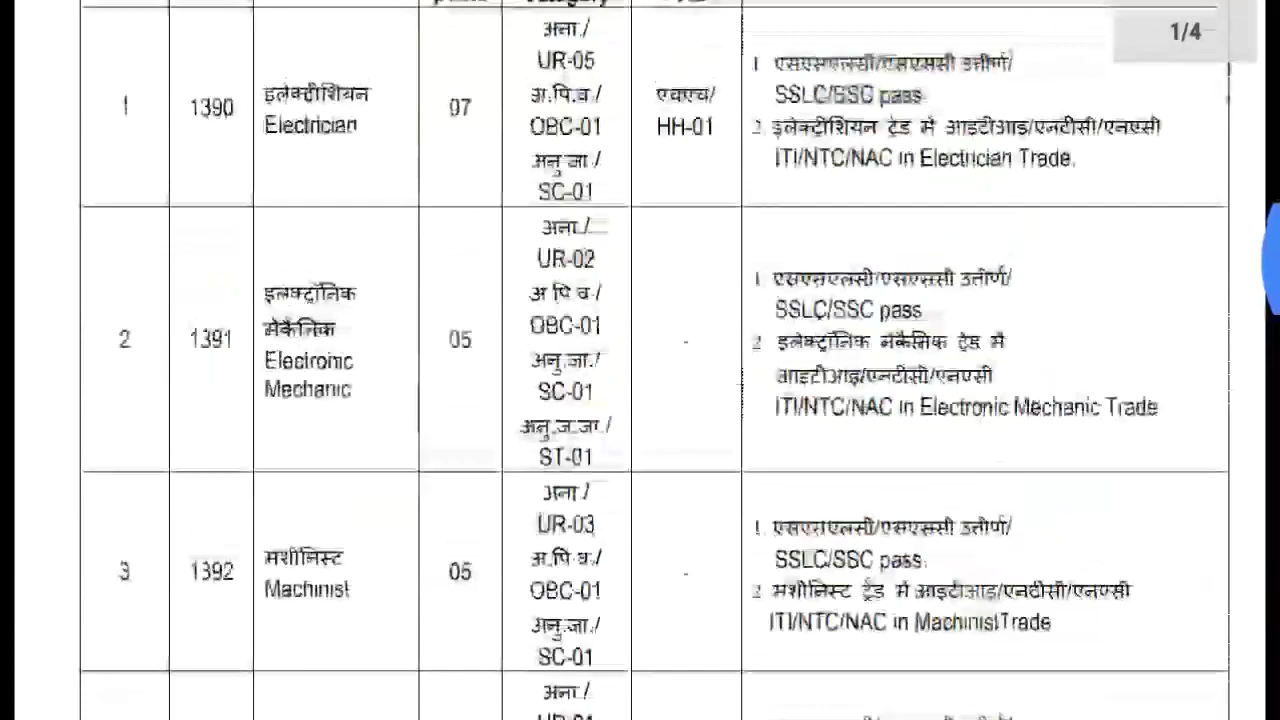 1/4
1
1390
इलेक्ट्रीशियन
Electrician
07
अना./
UR-05
अ.पि.व./
OBC-01
अनु.जा./
SC-01
एचएच/
HH-01
1. एसएसएलसी/एसएससी उत्तीर्ण/
SSLC/SSC pass
2. इलेक्ट्रीशियन ट्रेड में आइटीआइ/एनटीसी/एनएसी
ITI/NTC/NAC in Electrician Trade.
2
1391
इलेक्ट्रॉनिक
मेकैनिक
Electronic
Mechanic
05
अना./
UR-02
अ.पि.व./
OBC-01
अनु.जा./
SC-01
अनु.ज.जा./
ST-01
-
1. एसएसएलसी/एसएससी उत्तीर्ण/
SSLC/SSC pass
2. इलेक्ट्रॉनिक मेकैनिक ट्रेड में
आइटीआइ/एनटीसी/एनएसी
ITI/NTC/NAC in Electronic Mechanic Trade
3
1392
मशीनिस्ट
Machinist
05
अना./
UR-03
अ.पि.व./
OBC-01
अनु.जा./
SC-01
-
1. एसएसएलसी/एसएससी उत्तीर्ण/
SSLC/SSC pass.
2. मशीनिस्ट ट्रेड में आइटीआइ/एनटीसी/एनएसी
ITI/NTC/NAC in MachinistTrade
अना./